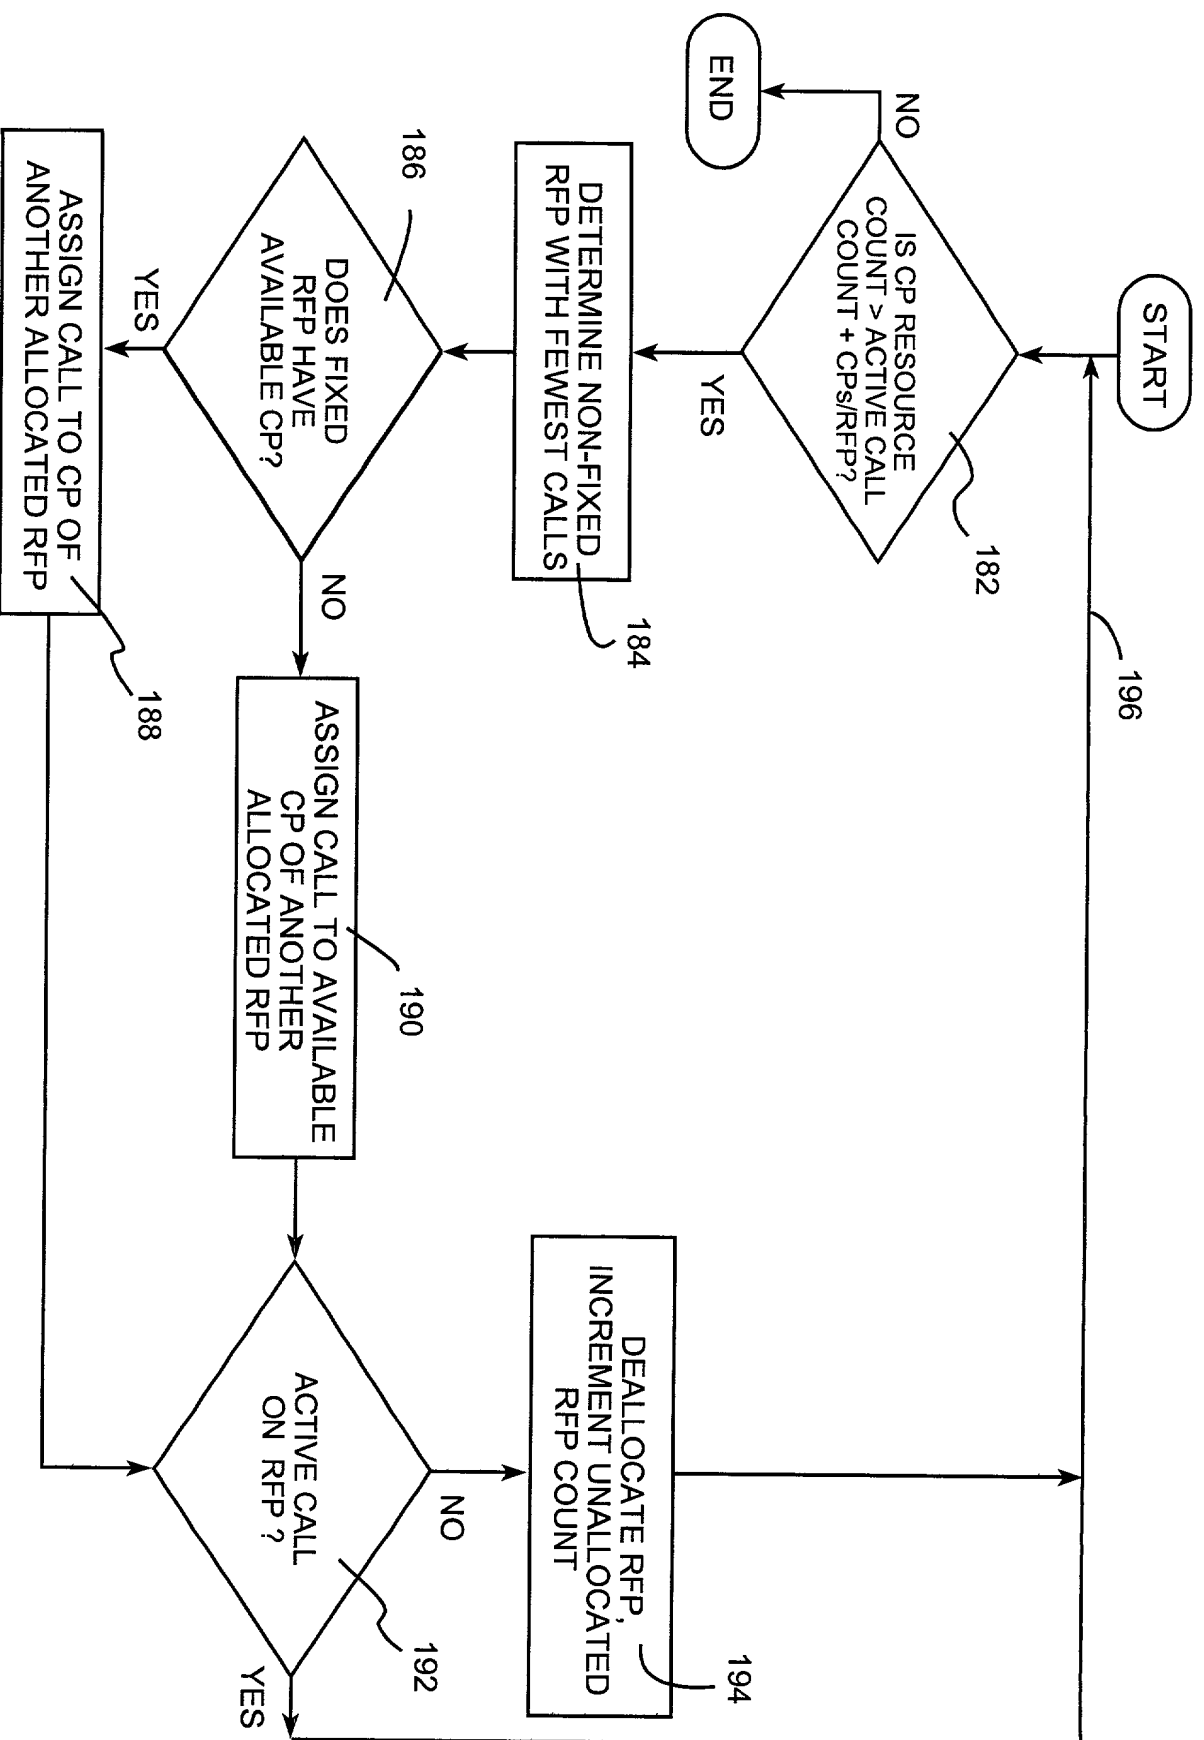 START
196
IS CP RESOURCE
COUNT > ACTIVE CALL
COUNT + CPs/RFP?
182
NO
END
YES
DETERMINE NON-FIXED
RFP WITH FEWEST CALLS
184
186
DOES FIXED
RFP HAVE
AVAILABLE CP?
NO
YES
ASSIGN CALL TO CP OF
ANOTHER ALLOCATED RFP
188
ASSIGN CALL TO AVAILABLE
CP OF ANOTHER
ALLOCATED RFP
190
DEALLOCATE RFP,
INCREMENT UNALLOCATED
RFP COUNT
194
NO
ACTIVE CALL
ON RFP ?
192
YES